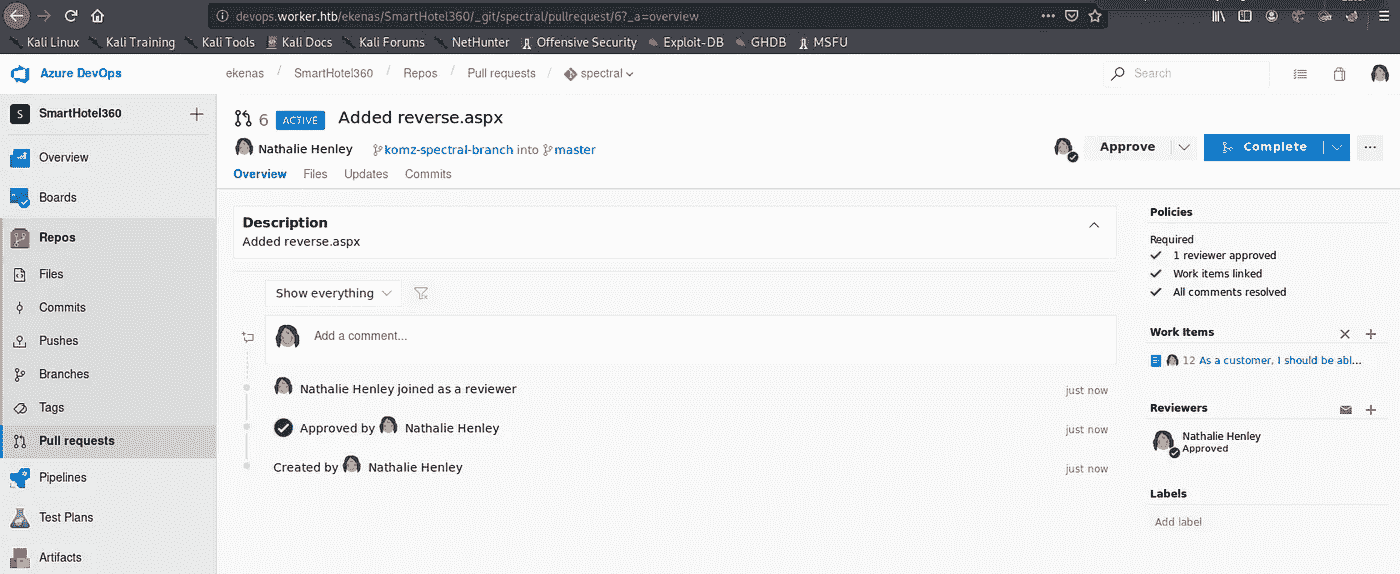 devops.worker.htb/ekenas/SmartHotel360/_git/spectral/pullrequest/6?_a=overview
Kali Linux Kali Training Kali Tools Kali Docs Kali Forums NetHunter Offensive Security Exploit-DB GHDB MSFU
Azure DevOps ekenas / SmartHotel360 / Repos / Pull requests / spectral Search
S SmartHotel360
Overview
Boards
Repos
Files
Commits
Pushes
Branches
Tags
Pull requests
Pipelines
Test Plans
Artifacts
6 ACTIVE Added reverse.aspx
Nathalie Henley komz-spectral-branch into master
Approve Complete
Overview Files Updates Commits
Description
Added reverse.aspx
Show everything
Add a comment...
Nathalie Henley joined as a reviewer just now
Approved by Nathalie Henley just now
Created by Nathalie Henley just now
Policies
Required
1 reviewer approved
Work items linked
All comments resolved
Work Items
12 As a customer, I should be abl...
Reviewers
Nathalie Henley
Approved
Labels
Add label